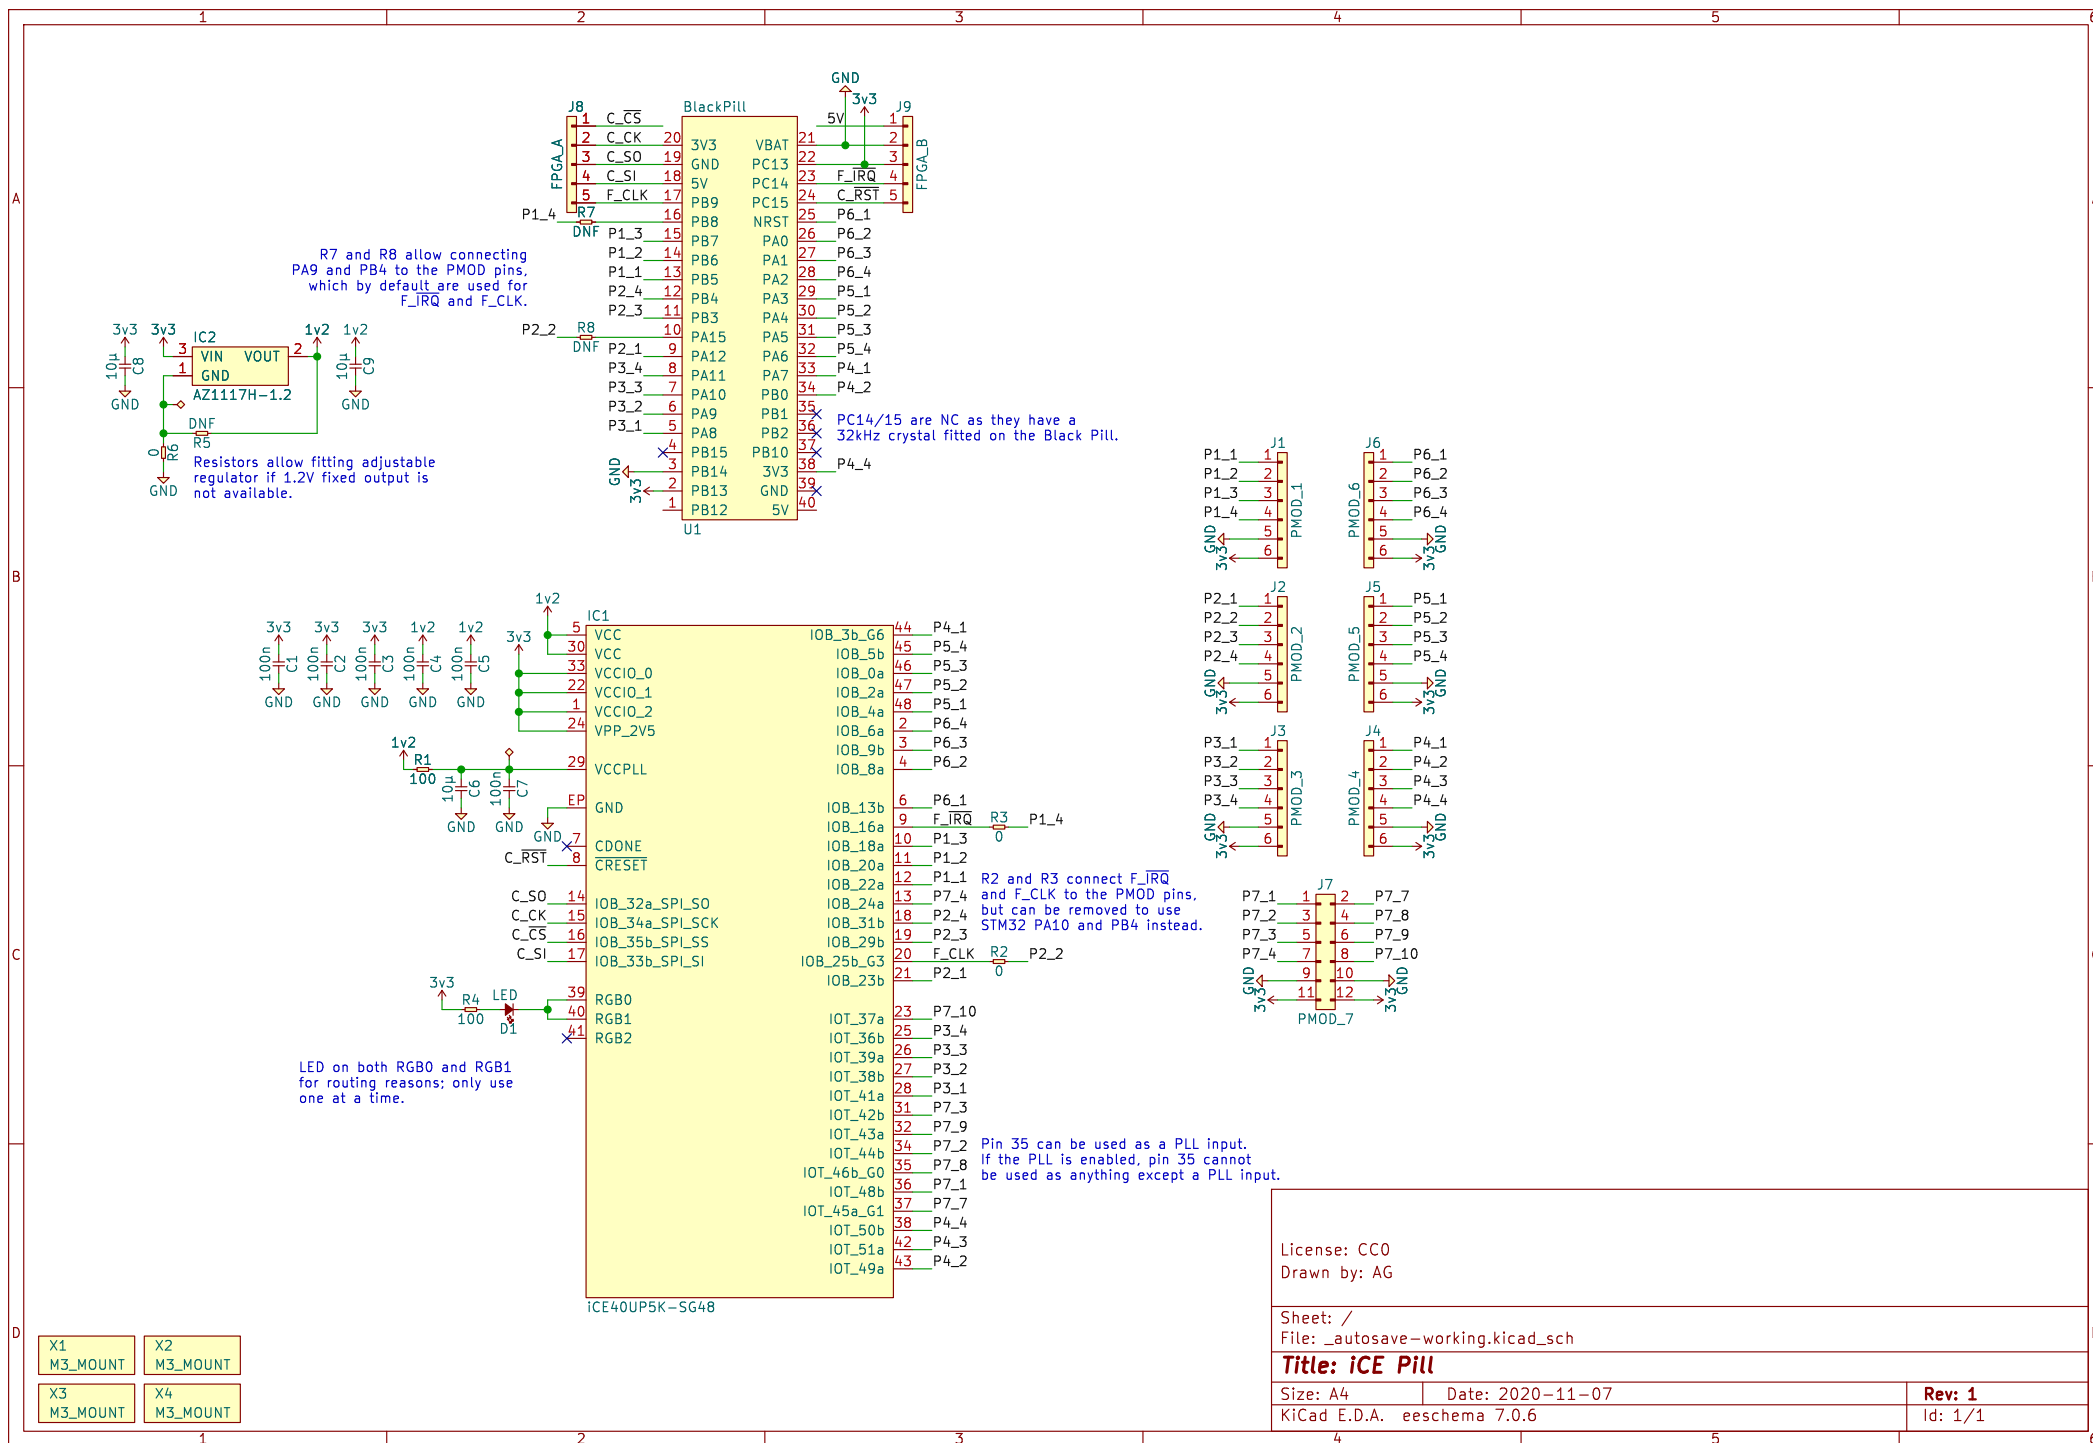 1 2 3 4 5 6
A
B
C
D
GND
3v3
J8
FPGA_A
1 C_CS
2 C_CK
3 C_SO
4 C_SI
5 F_CLK
P1_4 R7 DNF
P1_3
P1_2
P1_1
P2_4
P2_3
P2_2 R8 DNF
P2_1
P3_4
P3_3
P3_2
P3_1
GND
3v3
BlackPill
20 3V3 VBAT 21
19 GND PC13 22
18 5V PC14 23
17 PB9 PC15 24
16 PB8 NRST 25
15 PB7 PA0 26
14 PB6 PA1 27
13 PB5 PA2 28
12 PB4 PA3 29
11 PB3 PA4 30
10 PA15 PA5 31
9 PA12 PA6 32
8 PA11 PA7 33
7 PA10 PB0 34
6 PA9 PB1 35
5 PA8 PB2 36
4 PB15 PB10 37
3 PB14 3V3 38
2 PB13 GND 39
1 PB12 5V 40
U1
J9
FPGA_B
5V 1
2
3
F_IRQ 4
C_RST 5
P6_1
P6_2
P6_3
P6_4
P5_1
P5_2
P5_3
P5_4
P4_1
P4_2
P4_4
PC14/15 are NC as they have a
32kHz crystal fitted on the Black Pill.
R7 and R8 allow connecting
PA9 and PB4 to the PMOD pins,
which by default are used for
F_IRQ and F_CLK.
3v3 3v3 1v2 1v2
10µ C8 GND
IC2
3 VIN VOUT 2
1 GND
AZ1117H-1.2
10µ C9 GND
DNF
R5
0 R6
GND
Resistors allow fitting adjustable
regulator if 1.2V fixed output is
not available.
3v3 3v3 3v3 1v2 1v2
100n C1 100n C2 100n C3 100n C4 100n C5
GND GND GND GND GND
1v2
3v3
1v2 R1 100
10µ C6 100n C7
GND GND GND
IC1
5 VCC
30 VCC
33 VCCIO_0
22 VCCIO_1
1 VCCIO_2
24 VPP_2V5
29 VCCPLL
EP GND
7 CDONE
C_RST 8 CRESET
C_SO 14 IOB_32a_SPI_SO
C_CK 15 IOB_34a_SPI_SCK
C_CS 16 IOB_35b_SPI_SS
C_SI 17 IOB_33b_SPI_SI
39 RGB0
40 RGB1
41 RGB2
3v3 R4 100 LED D1
LED on both RGB0 and RGB1
for routing reasons; only use
one at a time.
IOB_3b_G6 44 P4_1
IOB_5b 45 P5_4
IOB_0a 46 P5_3
IOB_2a 47 P5_2
IOB_4a 48 P5_1
IOB_6a 2 P6_4
IOB_9b 3 P6_3
IOB_8a 4 P6_2
IOB_13b 6 P6_1
IOB_16a 9 F_IRQ R3 0 P1_4
IOB_18a 10 P1_3
IOB_20a 11 P1_2
IOB_22a 12 P1_1
IOB_24a 13 P7_4
IOB_31b 18 P2_4
IOB_29b 19 P2_3
IOB_25b_G3 20 F_CLK R2 0 P2_2
IOB_23b 21 P2_1
IOT_37a 23 P7_10
IOT_36b 25 P3_4
IOT_39a 26 P3_3
IOT_38b 27 P3_2
IOT_41a 28 P3_1
IOT_42b 31 P7_3
IOT_43a 32 P7_9
IOT_44b 34 P7_2
IOT_46b_G0 35 P7_8
IOT_48b 36 P7_1
IOT_45a_G1 37 P7_7
IOT_50b 38 P4_4
IOT_51a 42 P4_3
IOT_49a 43 P4_2
iCE40UP5K-SG48
R2 and R3 connect F_IRQ
and F_CLK to the PMOD pins,
but can be removed to use
STM32 PA10 and PB4 instead.
Pin 35 can be used as a PLL input.
If the PLL is enabled, pin 35 cannot
be used as anything except a PLL input.
J1 PMOD_1
P1_1 1
P1_2 2
P1_3 3
P1_4 4
GND 5
3v3 6
J6 PMOD_6
1 P6_1
2 P6_2
3 P6_3
4 P6_4
5 GND
6 3v3
J2 PMOD_2
P2_1 1
P2_2 2
P2_3 3
P2_4 4
GND 5
3v3 6
J5 PMOD_5
1 P5_1
2 P5_2
3 P5_3
4 P5_4
5 GND
6 3v3
J3 PMOD_3
P3_1 1
P3_2 2
P3_3 3
P3_4 4
GND 5
3v3 6
J4 PMOD_4
1 P4_1
2 P4_2
3 P4_3
4 P4_4
5 GND
6 3v3
J7
P7_1 1 2 P7_7
P7_2 3 4 P7_8
P7_3 5 6 P7_9
P7_4 7 8 P7_10
GND 9 10 GND
3v3 11 12 3v3
PMOD_7
X1
M3_MOUNT
X2
M3_MOUNT
X3
M3_MOUNT
X4
M3_MOUNT
License: CC0
Drawn by: AG
Sheet: /
File: _autosave-working.kicad_sch
Title: iCE Pill
Size: A4 Date: 2020-11-07 Rev: 1
KiCad E.D.A. eeschema 7.0.6 Id: 1/1
1 2 3 4 5 6